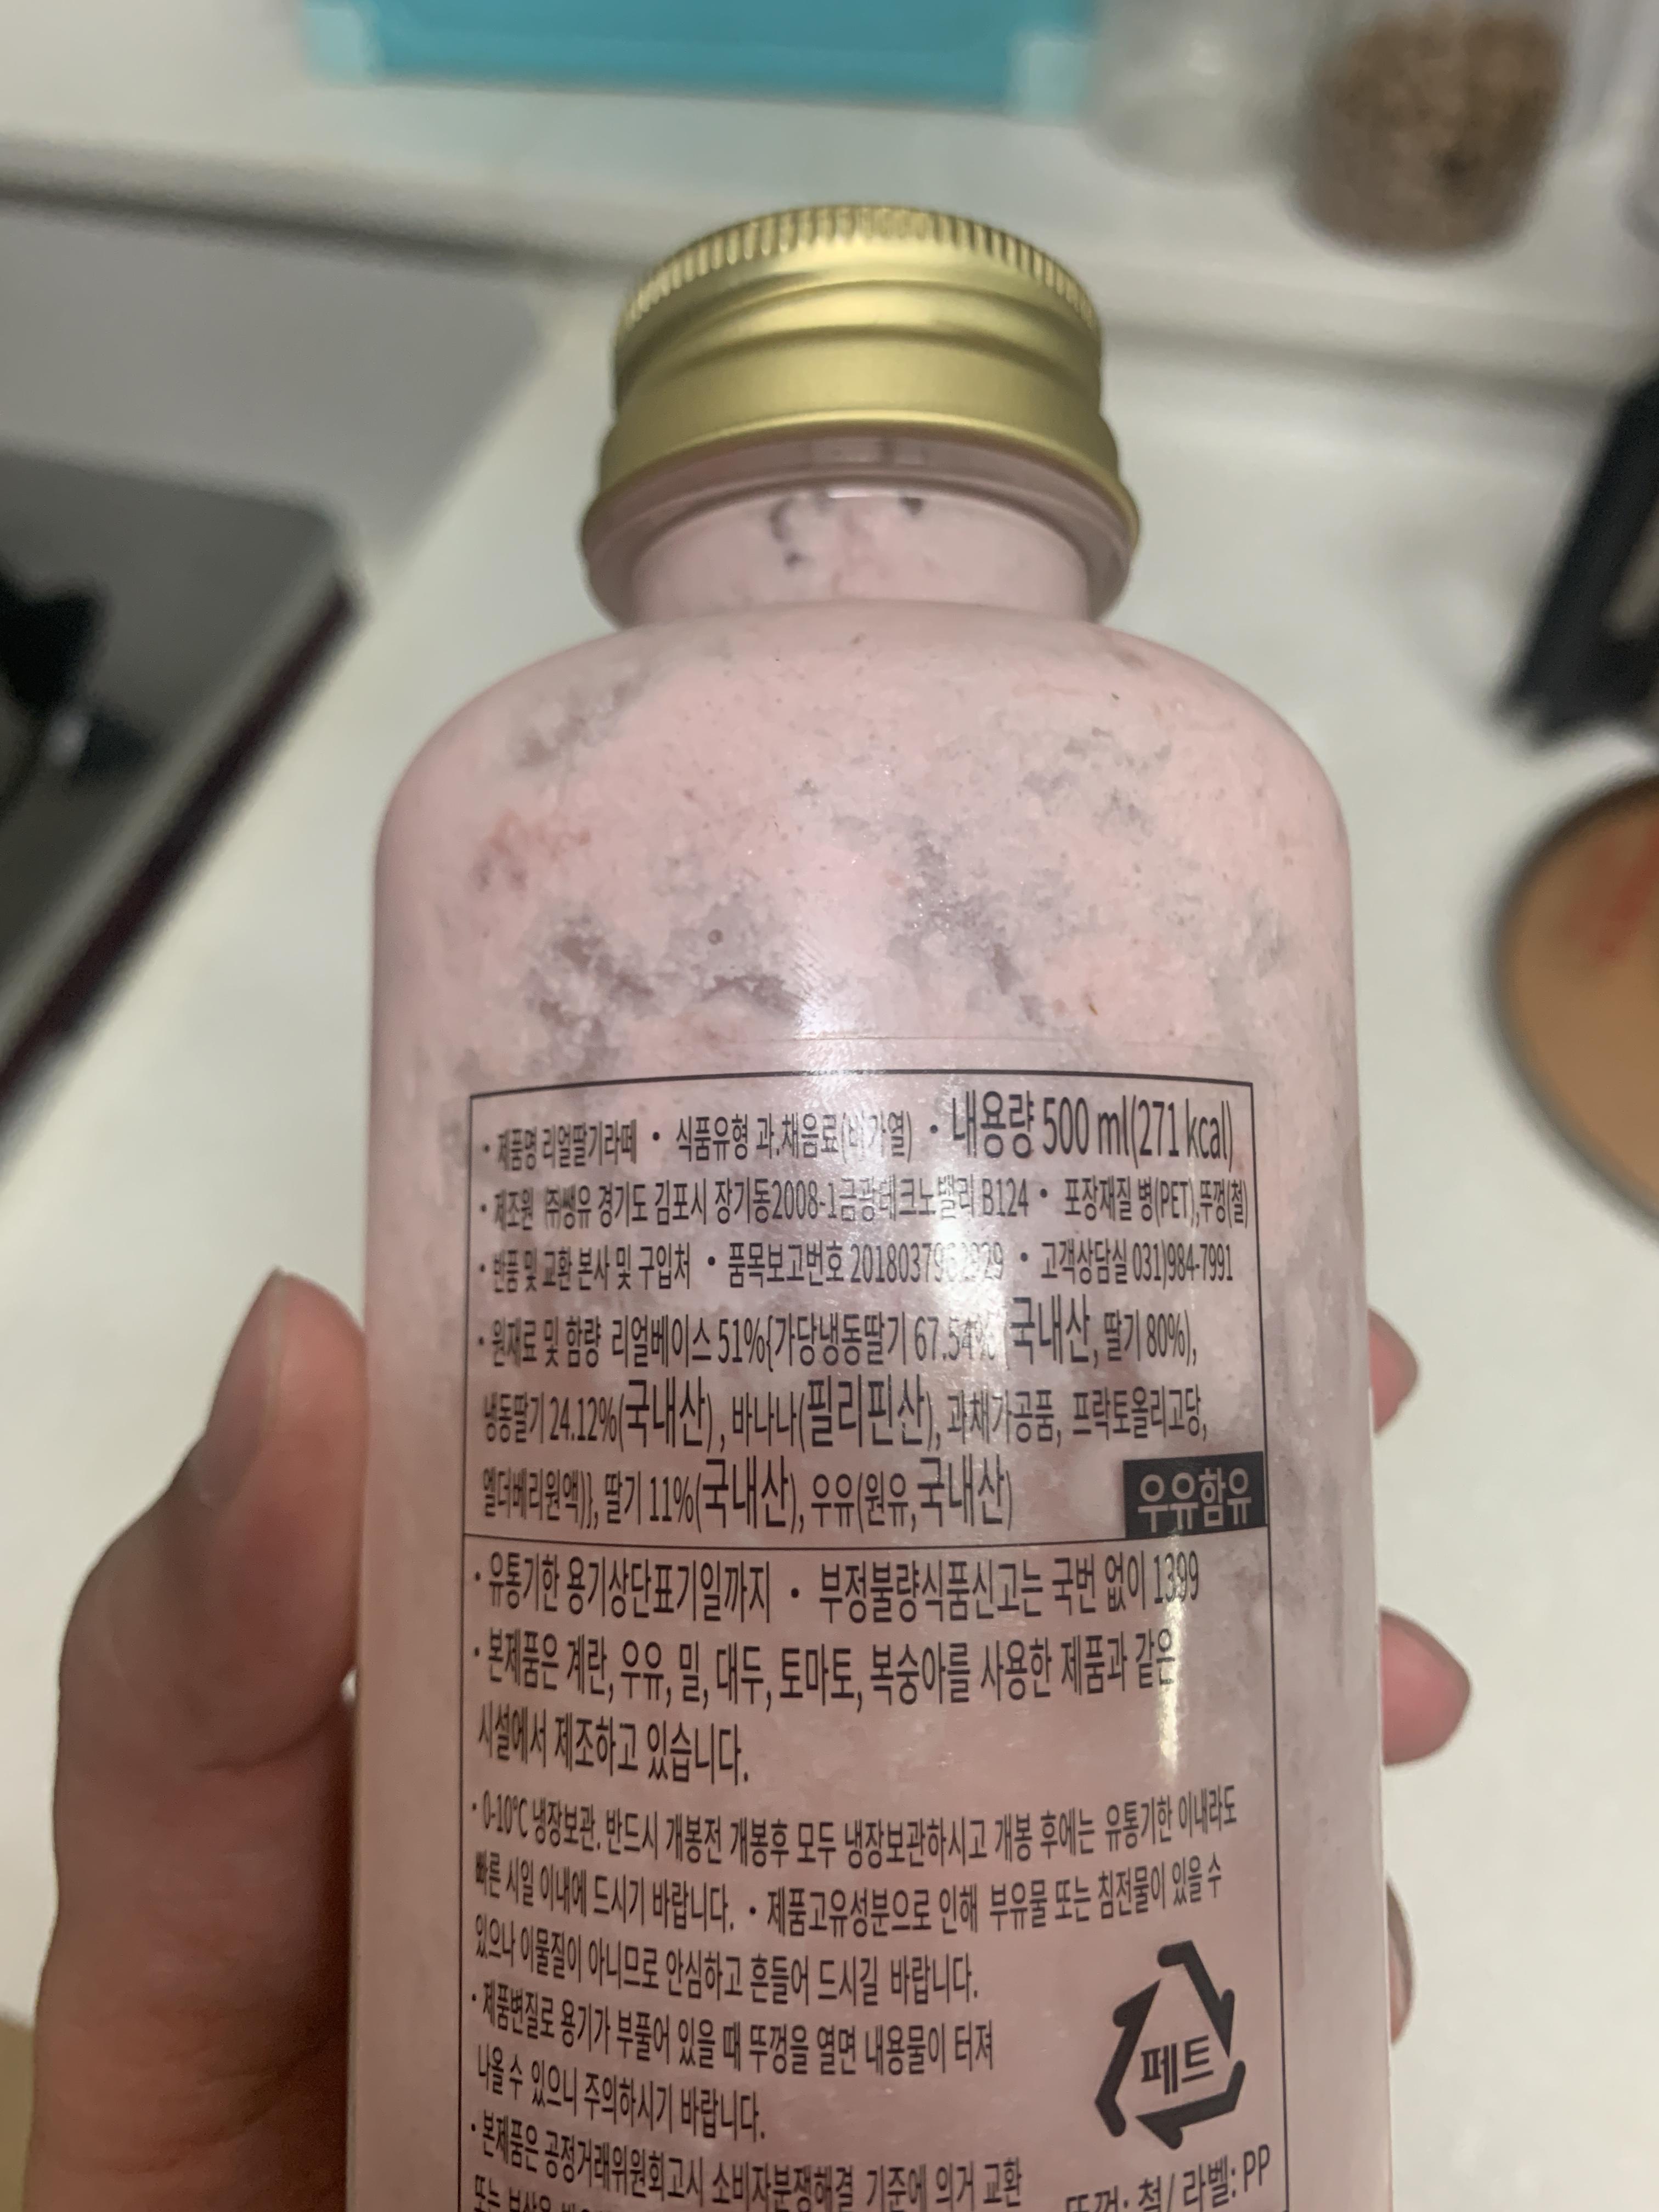 · 제품명 리얼딸기라떼 · 식품유형 과.채음료(비가열) · 내용량 500 ml(271 kcal)
· 제조원 ㈜쌩유 경기도 김포시 장기동2008-1금광테크노밸리 B124 · 포장재질 병(PET),뚜껑(철)
· 반품 및 교환 본사 및 구입처 · 품목보고번호 · 고객상담실 031)984-7991
· 원재료 및 함량 리얼베이스 51%{가당냉동딸기 67.54% (국내산, 딸기 80%),
냉동딸기 24.12%(국내산), 바나나(필리핀산), 과채가공품, 프락토올리고당,
엘더베리원액)}, 딸기 11%(국내산), 우유(원유,국내산)
우유함유
· 유통기한 용기상단표기일까지 · 부정불량식품신고는 국번 없이 1399
· 본제품은 계란, 우유, 밀, 대두, 토마토, 복숭아를 사용한 제품과 같은
시설에서 제조하고 있습니다.
· 0-10℃ 냉장보관. 반드시 개봉전 개봉후 모두 냉장보관하시고 개봉 후에는 유통기한 이내라도
빠른 시일 이내에 드시기 바랍니다. · 제품고유성분으로 인해 부유물 또는 침전물이 있을 수
있으나 이물질이 아니므로 안심하고 흔들어 드시길 바랍니다.
· 제품변질로 용기가 부풀어 있을 때 뚜껑을 열면 내용물이 터져
나올 수 있으니 주의하시기 바랍니다.
페트
· 본제품은 공정거래위원회고시 소비자분쟁해결 기준에 의거 교환
뚜껑: 철/ 라벨: PP
또는 보상을